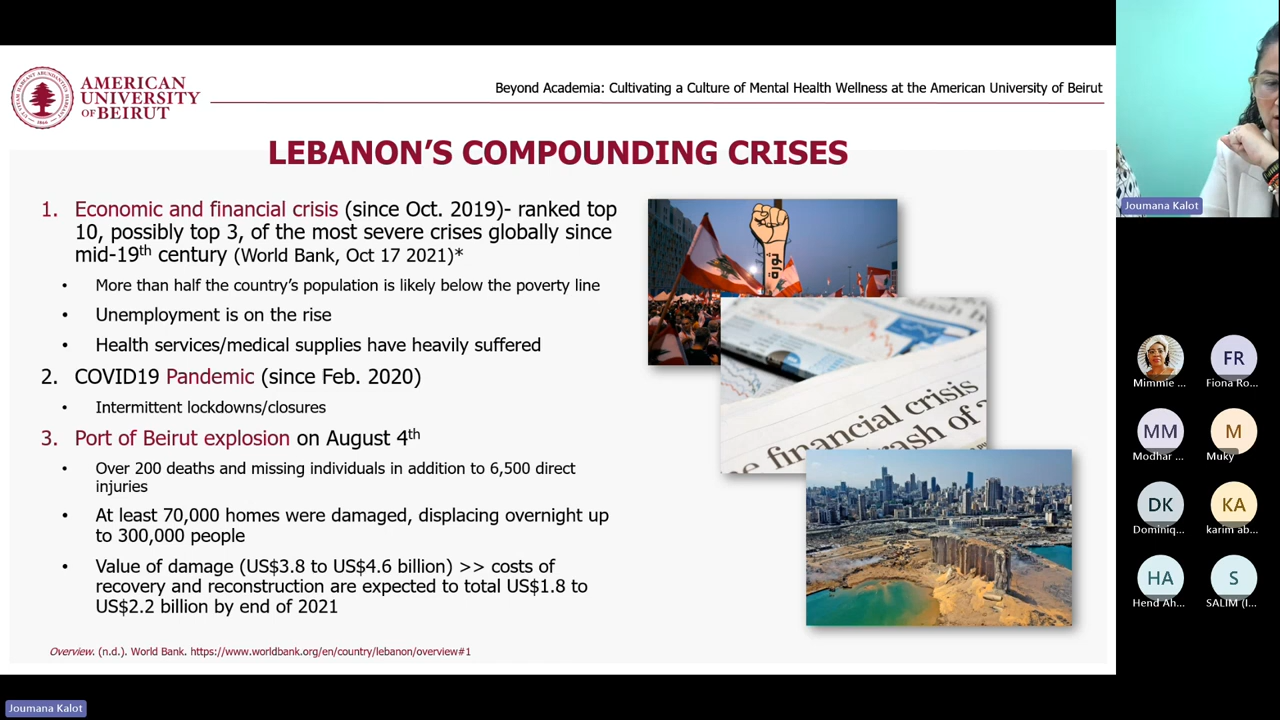 AMERICAN
UNIVERSITY
OF BEIRUT
Beyond Academia: Cultivating a Culture of Mental Health Wellness at the American University of Beirut
LEBANON'S COMPOUNDING CRISES
1. Economic and financial crisis (since Oct. 2019)- ranked top
10, possibly top 3, of the most severe crises globally since
mid-19th century (World Bank, Oct 17 2021)*
• More than half the country's population is likely below the poverty line
• Unemployment is on the rise
• Health services/medical supplies have heavily suffered
2. COVID19 Pandemic (since Feb. 2020)
• Intermittent lockdowns/closures
3. Port of Beirut explosion on August 4th
• Over 200 deaths and missing individuals in addition to 6,500 direct
injuries
• At least 70,000 homes were damaged, displacing overnight up
to 300,000 people
• Value of damage (US$3.8 to US$4.6 billion) >> costs of
recovery and reconstruction are expected to total US$1.8 to
US$2.2 billion by end of 2021
Overview. (n.d.). World Bank. https://www.worldbank.org/en/country/lebanon/overview#1
ثورة
financial crisis
of
Joumana Kalot
Mimmie ...
FR
Fiona Ro...
MM
Modhar ...
M
Muky
DK
Dominiq...
KA
karim ab...
HA
Hend Ah...
S
SALIM (I...
Joumana Kalot